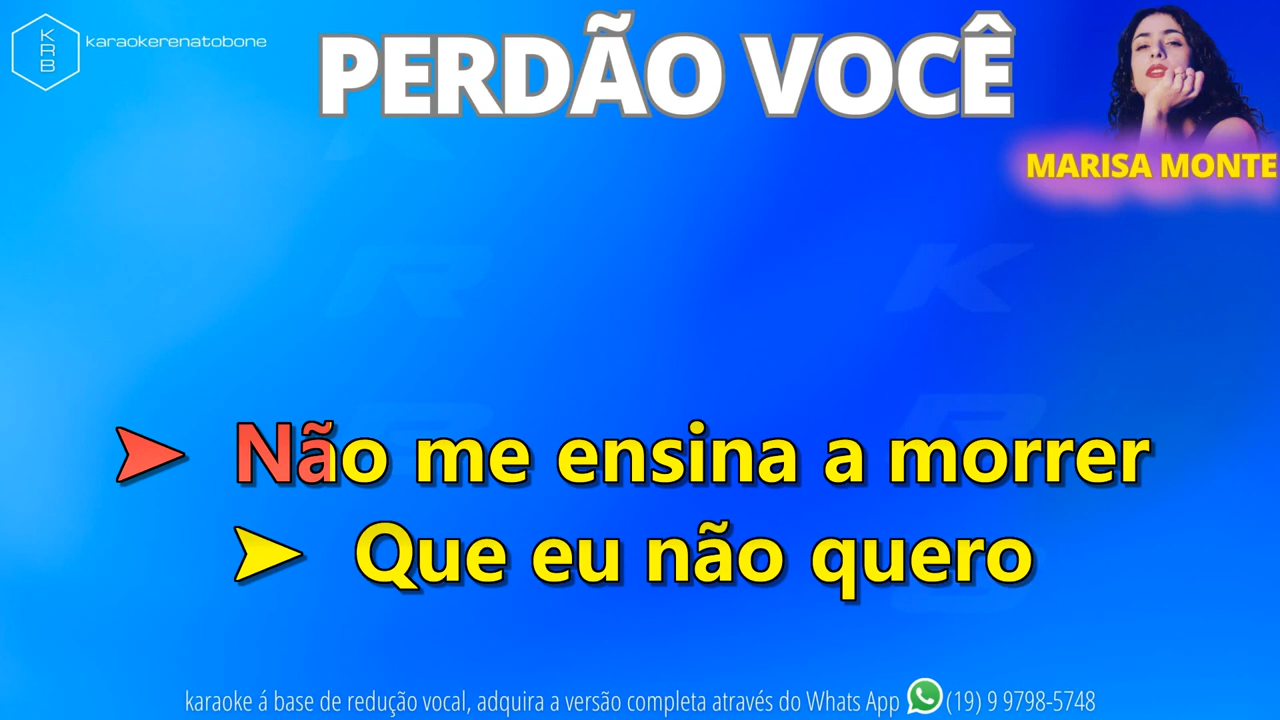 K
R
B
B
karaokerenatobone
PERDÃO VOCÊ
MARISA MONTE
➤ Não me ensina a morrer
➤ Que eu não quero
karaoke á base de redução vocal, adquira a versão completa através do Whats App (19) 9 9798-5748